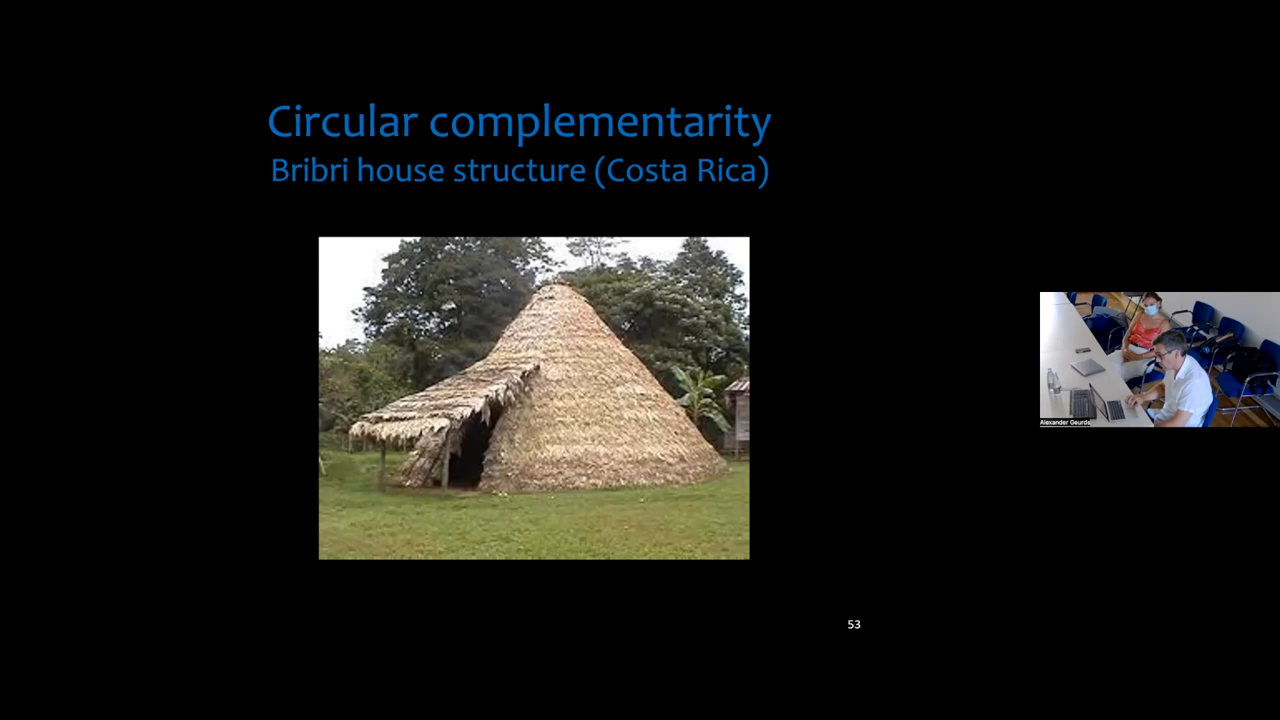 Circular complementarity
Bribri house structure (Costa Rica)
Alexander Geurds
53